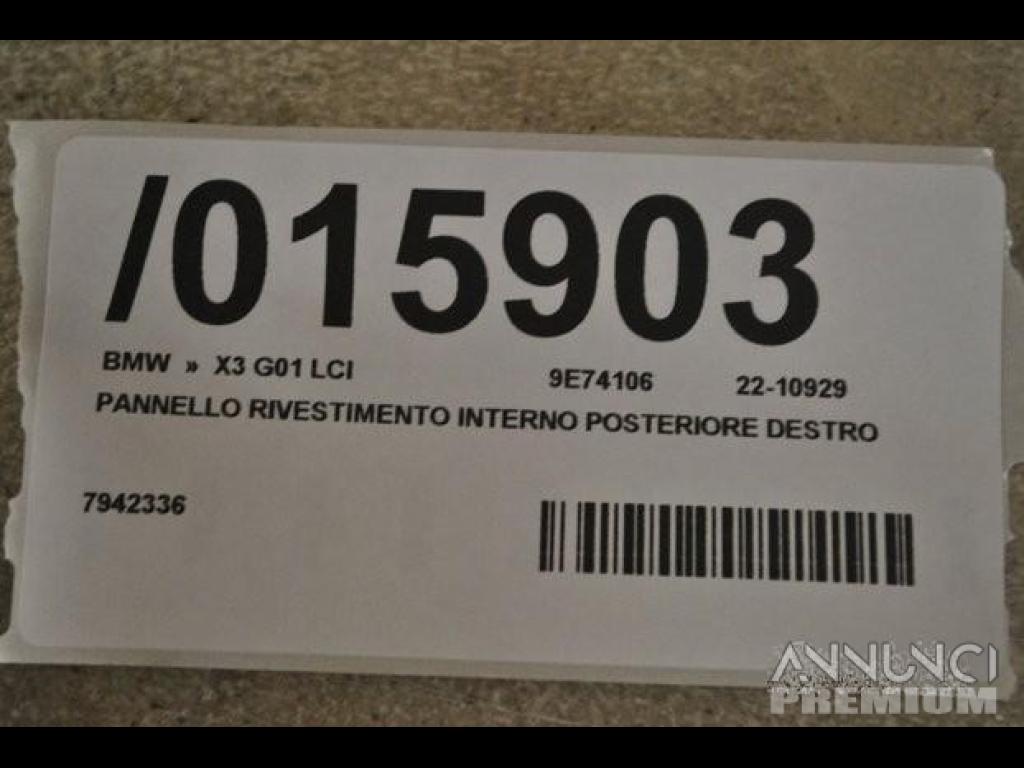 /015903
BMW » X3 G01 LCI 9E74106 22-10929
PANNELLO RIVESTIMENTO INTERNO POSTERIORE DESTRO
7942336
ANNUNCI
PREMIUM